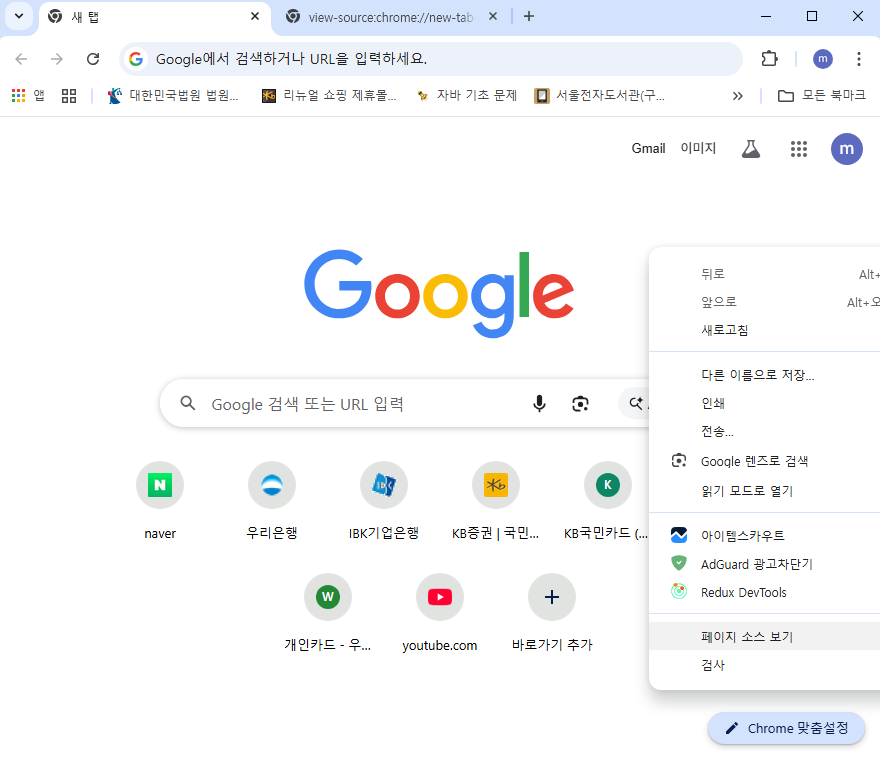 새 탭
view-source:chrome://new-tab
Google에서 검색하거나 URL을 입력하세요.
m
앱
대한민국법원 법원...
리뉴얼 쇼핑 제휴몰...
자바 기초 문제
서울전자도서관(구...
모든 북마크
Gmail
이미지
m
Google
Google 검색 또는 URL 입력
N
naver
우리은행
IBK
IBK기업은행
Kb
KB증권 | 국민...
K
KB국민카드 (...
W
개인카드 - 우...
youtube.com
바로가기 추가
뒤로
Alt+
앞으로
Alt+오
새로고침
다른 이름으로 저장...
인쇄
전송...
Google 렌즈로 검색
읽기 모드로 열기
아이템스카우트
AdGuard 광고차단기
Redux DevTools
페이지 소스 보기
검사
Chrome 맞춤설정